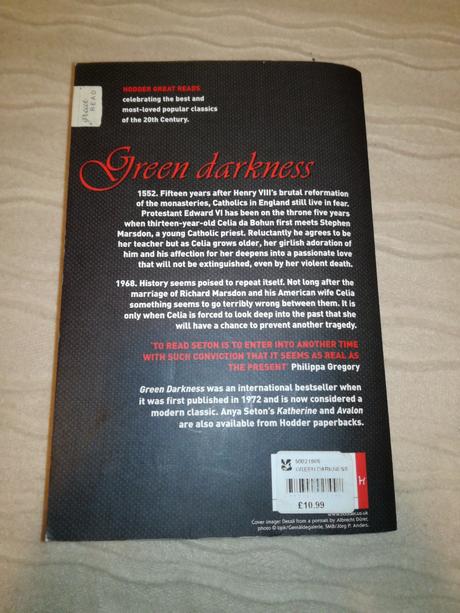 HODDER GREAT READS
celebrating the best and
most-loved popular classics
of the 20th Century.
great
READ
Green darkness
1552. Fifteen years after Henry VIII's brutal reformation
of the monasteries, Catholics in England still live in fear.
Protestant Edward VI has been on the throne five years
when thirteen-year-old Celia da Bohun first meets Stephen
Marsdon, a young Catholic priest. Reluctantly he agrees to
be her teacher but as Celia grows older, her girlish adoration of
him and his affection for her deepens into a passionate love
that will not be extinguished, even by her violent death.
1968. History seems poised to repeat itself. Not long after the
marriage of Richard Marsdon and his American wife Celia
something seems to go terribly wrong between them. It is
only when Celia is forced to look deep into the past that she
will have a chance to prevent another tragedy.
'TO READ SETON IS TO ENTER INTO ANOTHER TIME
WITH SUCH CONVICTION THAT IT SEEMS AS REAL AS
THE PRESENT' Philippa Gregory
Green Darkness was an international bestseller when
it was first published in 1972 and is now considered a
modern classic. Anya Seton's Katherine and Avalon
are also available from Hodder paperbacks.
GREEN DARKNESS
£10.99
Cover image: Detail from a portrait by Albrecht Dürer,
photo © bpk/Gemäldegalerie, SMB/Jörg P. Anders.